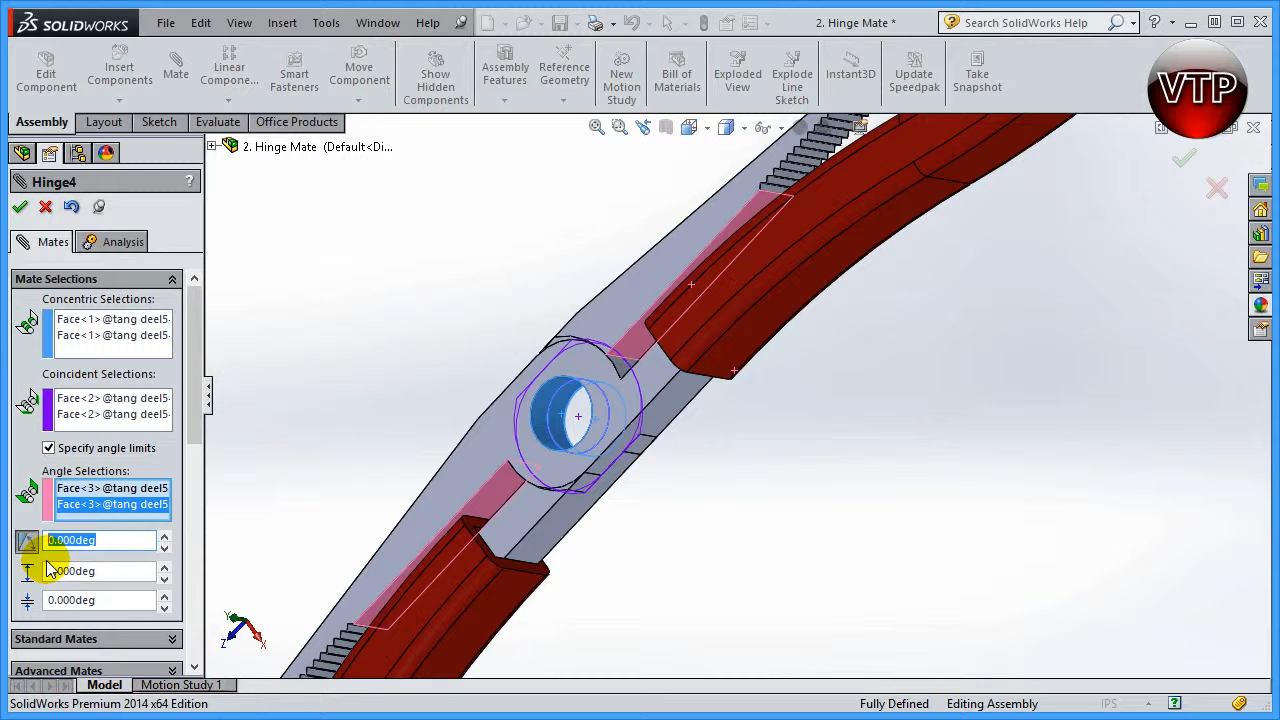 SOLIDWORKS File Edit View Insert Tools Window Help 2. Hinge Mate * Search SolidWorks Help
Edit Component Insert Components Mate Linear Compone... Smart Fasteners Move Component Show Hidden Components Assembly Features Reference Geometry New Motion Study Bill of Materials Exploded View Explode Line Sketch Instant3D Update Speedpak Take Snapshot
VTP
Assembly Layout Sketch Evaluate Office Products
2. Hinge Mate (Default<Di...
Hinge4 ?
Mates Analysis
Mate Selections
Concentric Selections:
Face<1>@tang deel5-
Face<1>@tang deel5-
Coincident Selections:
Face<2>@tang deel5-
Face<2>@tang deel5-
Specify angle limits
Angle Selections:
Face<3>@tang deel5
Face<3>@tang deel5
0.000deg
.000deg
0.000deg
Standard Mates
Advanced Mates
Y
Z
X
Model Motion Study 1
SolidWorks Premium 2014 x64 Edition Fully Defined Editing Assembly IPS ?